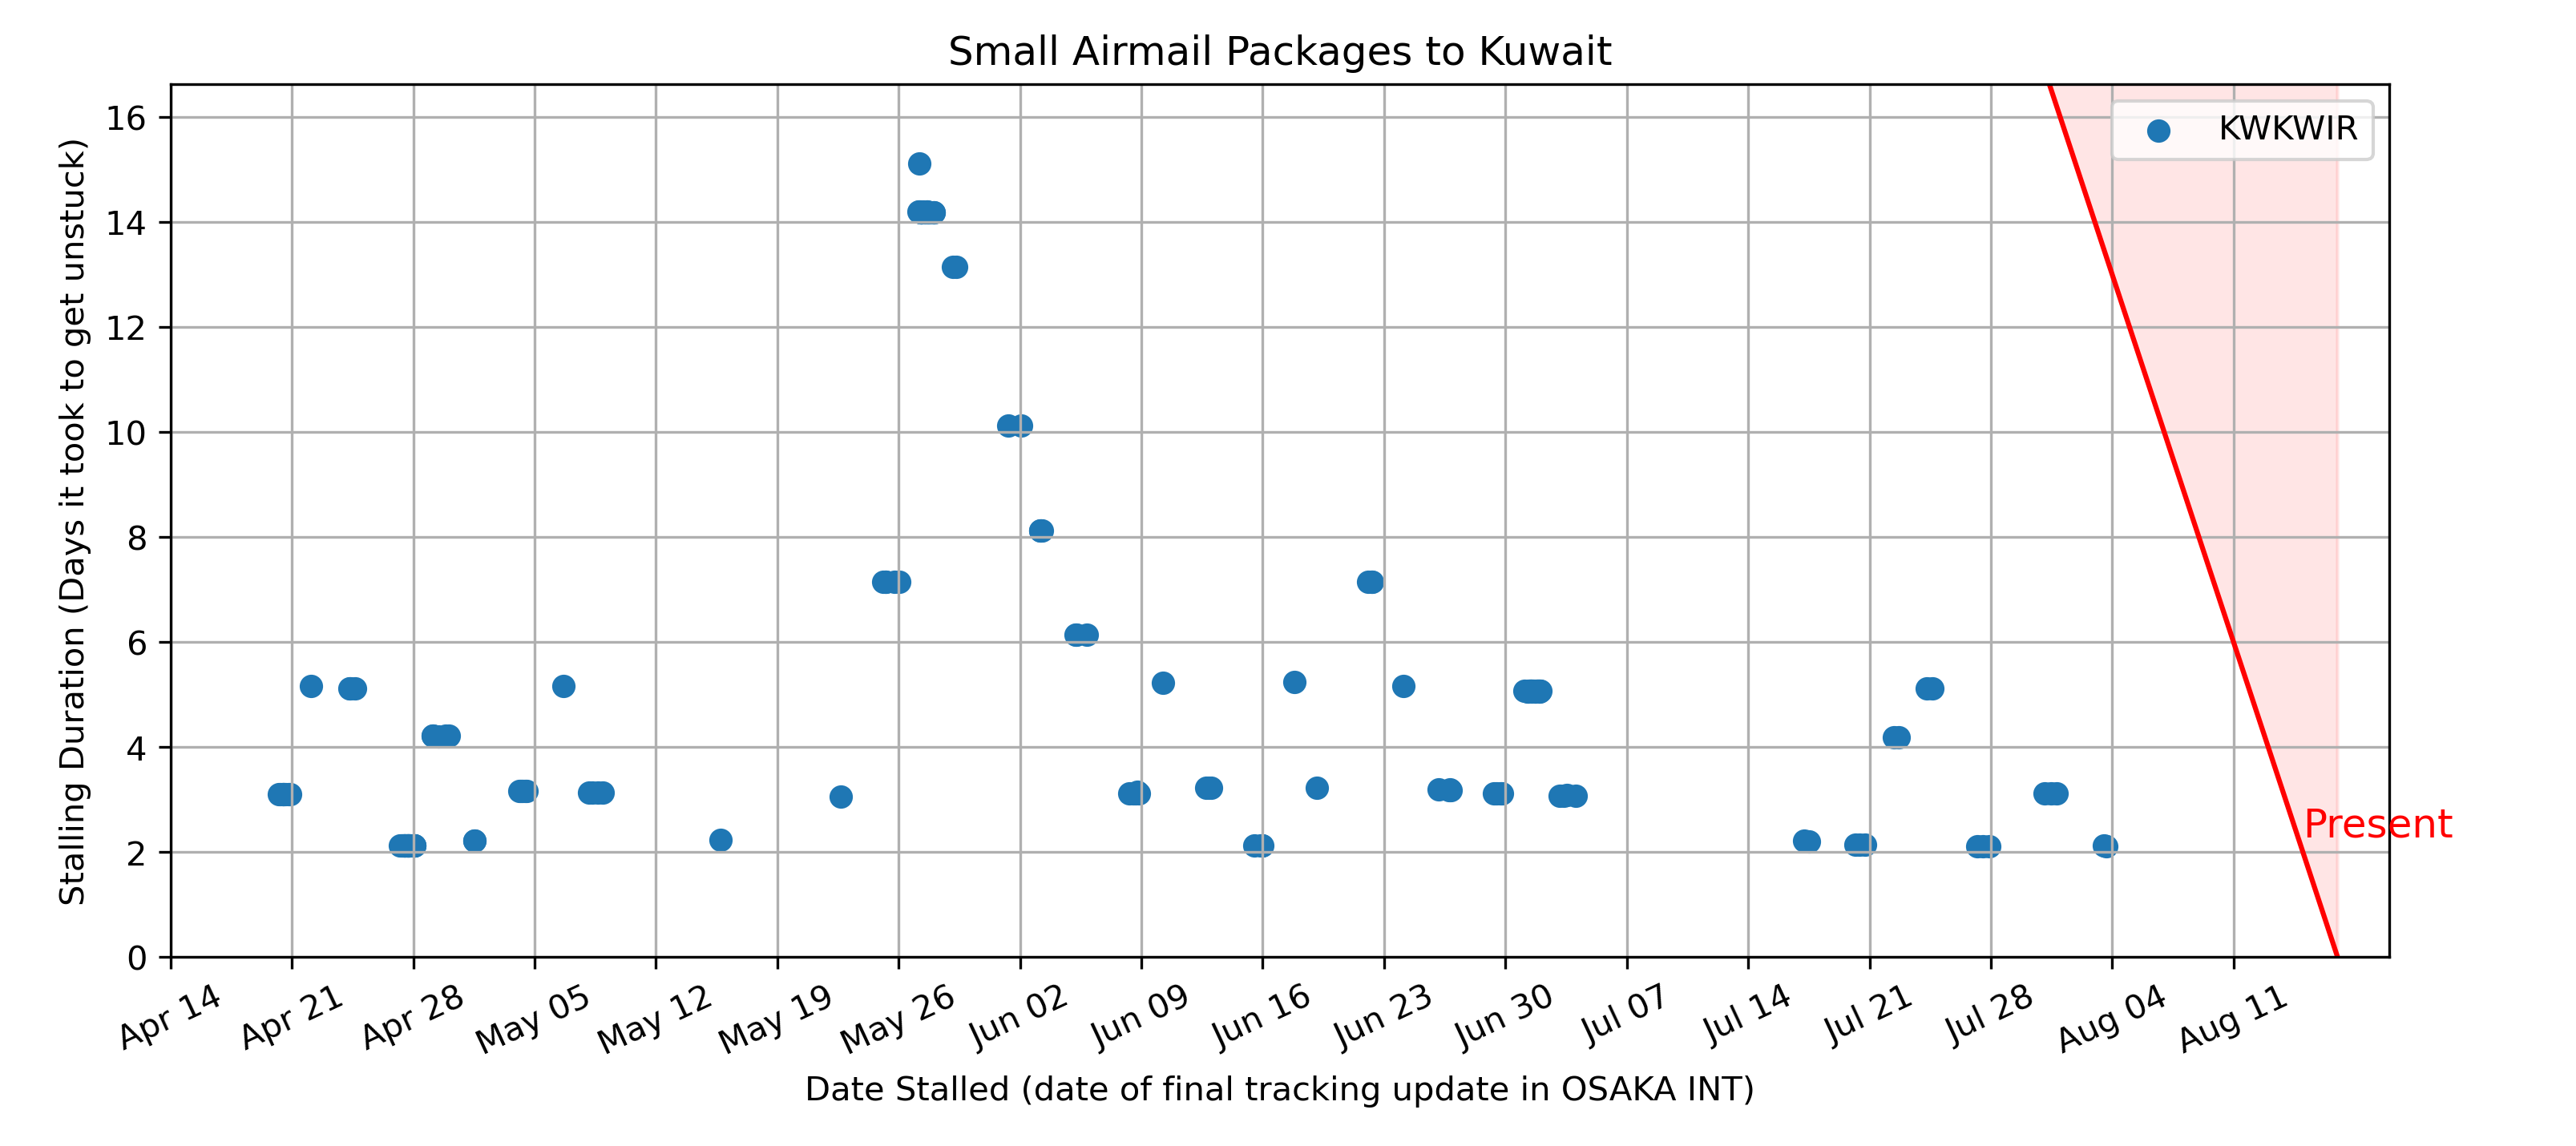 Small Airmail Packages to Kuwait
Stalling Duration (Days it took to get unstuck)
16
14
12
10
8
6
4
2
0
KWKWIR
Present
Apr 14
Apr 21
Apr 28
May 05
May 12
May 19
May 26
Jun 02
Jun 09
Jun 16
Jun 23
Jun 30
Jul 07
Jul 14
Jul 21
Jul 28
Aug 04
Aug 11
Date Stalled (date of final tracking update in OSAKA INT)